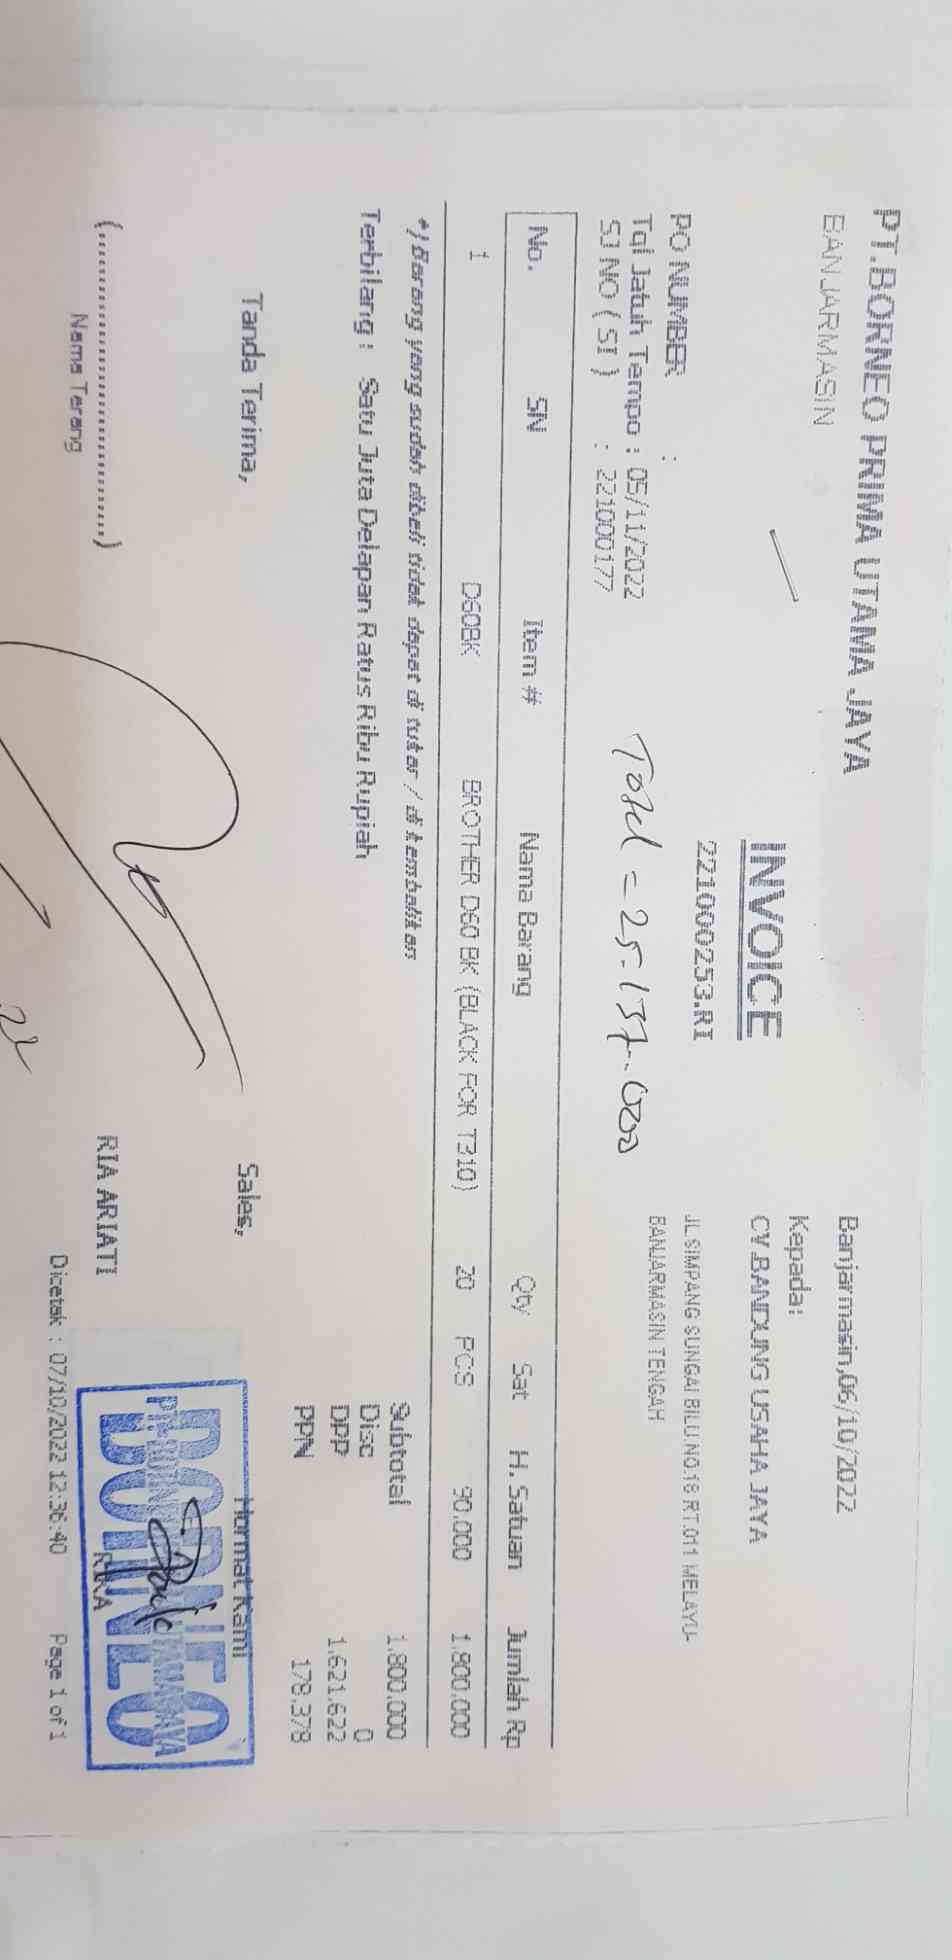 PT.BORNEO PRIMA UTAMA JAYA
BANJARMASIN
INVOICE
221000253.RI
Banjarmasin,06/10/2022
Kepada:
CV.BANDUNG USAHA JAYA
JL.SIMPANG SUNGAI BILU NO.18 RT.011 MELAYU-
BANJARMASIN TENGAH
PO NUMBER :
Tgl Jatuh Tempo : 05/11/2022
SJ NO ( SI ) : 221000177
Total = 25.137.000
No. SN Item # Nama Barang Qty Sat H. Satuan Jumlah Rp
1 D60BK BROTHER D60 BK (BLACK FOR T310) 20 PCS 90.000 1.800.000
*) Barang yang sudah dibeli tidak dapat di tukar / di kembalikan
Terbilang : Satu Juta Delapan Ratus Ribu Rupiah
Subtotal 1.800.000
Disc 0
DPP 1.621.622
PPN 178.378
Tanda Terima,
Sales,
Hormat Kami
(........................................)
Nama Terang
RIA ARIATI
RIKA
BORNEO
Dicetak : 07/10/2022 12:36:40 Page 1 of 1